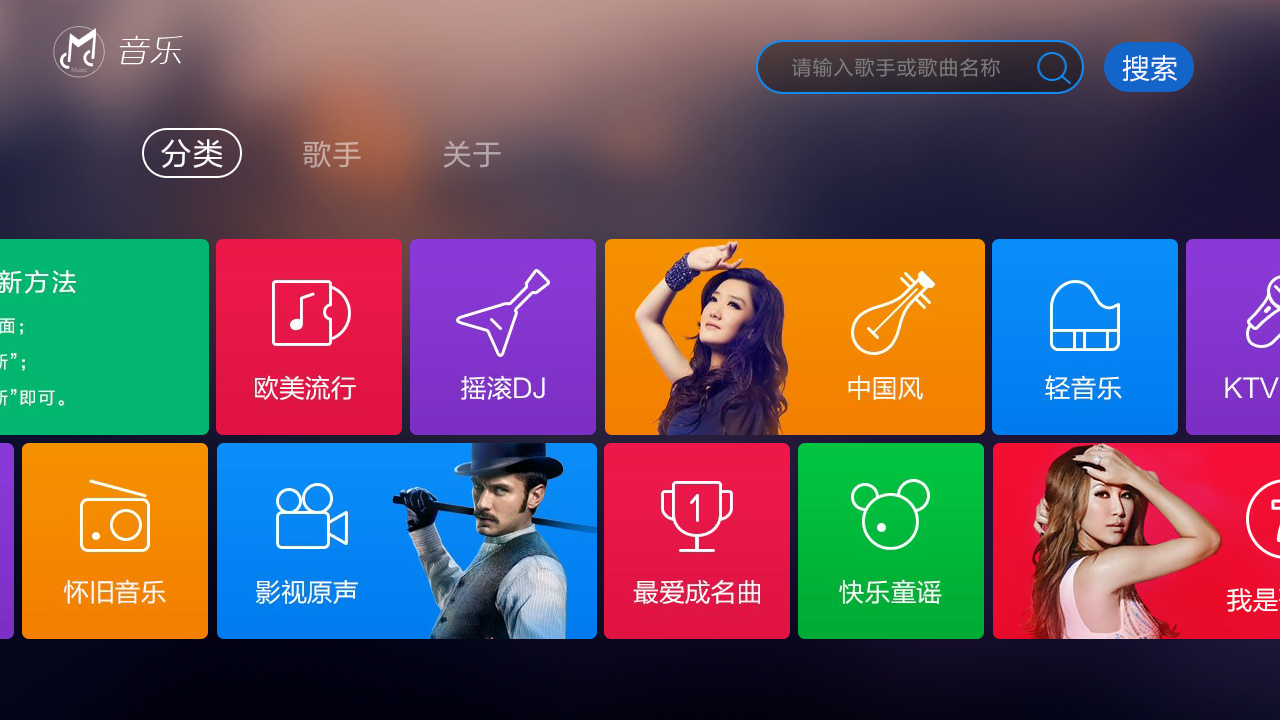 音乐
Music
请输入歌手或歌曲名称
搜索
分类
歌手
关于
新方法
面；
新”；
新”即可。
欧美流行
摇滚DJ
中国风
轻音乐
KTV
怀旧音乐
影视原声
1
最爱成名曲
快乐童谣
我是